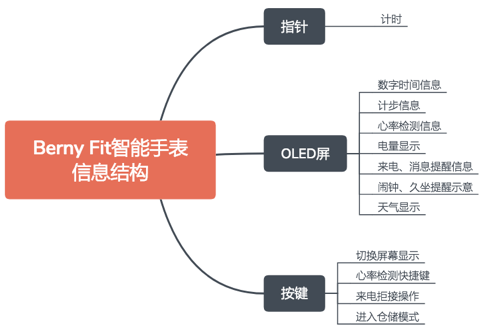 Berny Fit智能手表
信息结构
指针
计时
OLED屏
数字时间信息
计步信息
心率检测信息
电量显示
来电、消息提醒信息
闹钟、久坐提醒示意
天气显示
按键
切换屏幕显示
心率检测快捷键
来电拒接操作
进入仓储模式